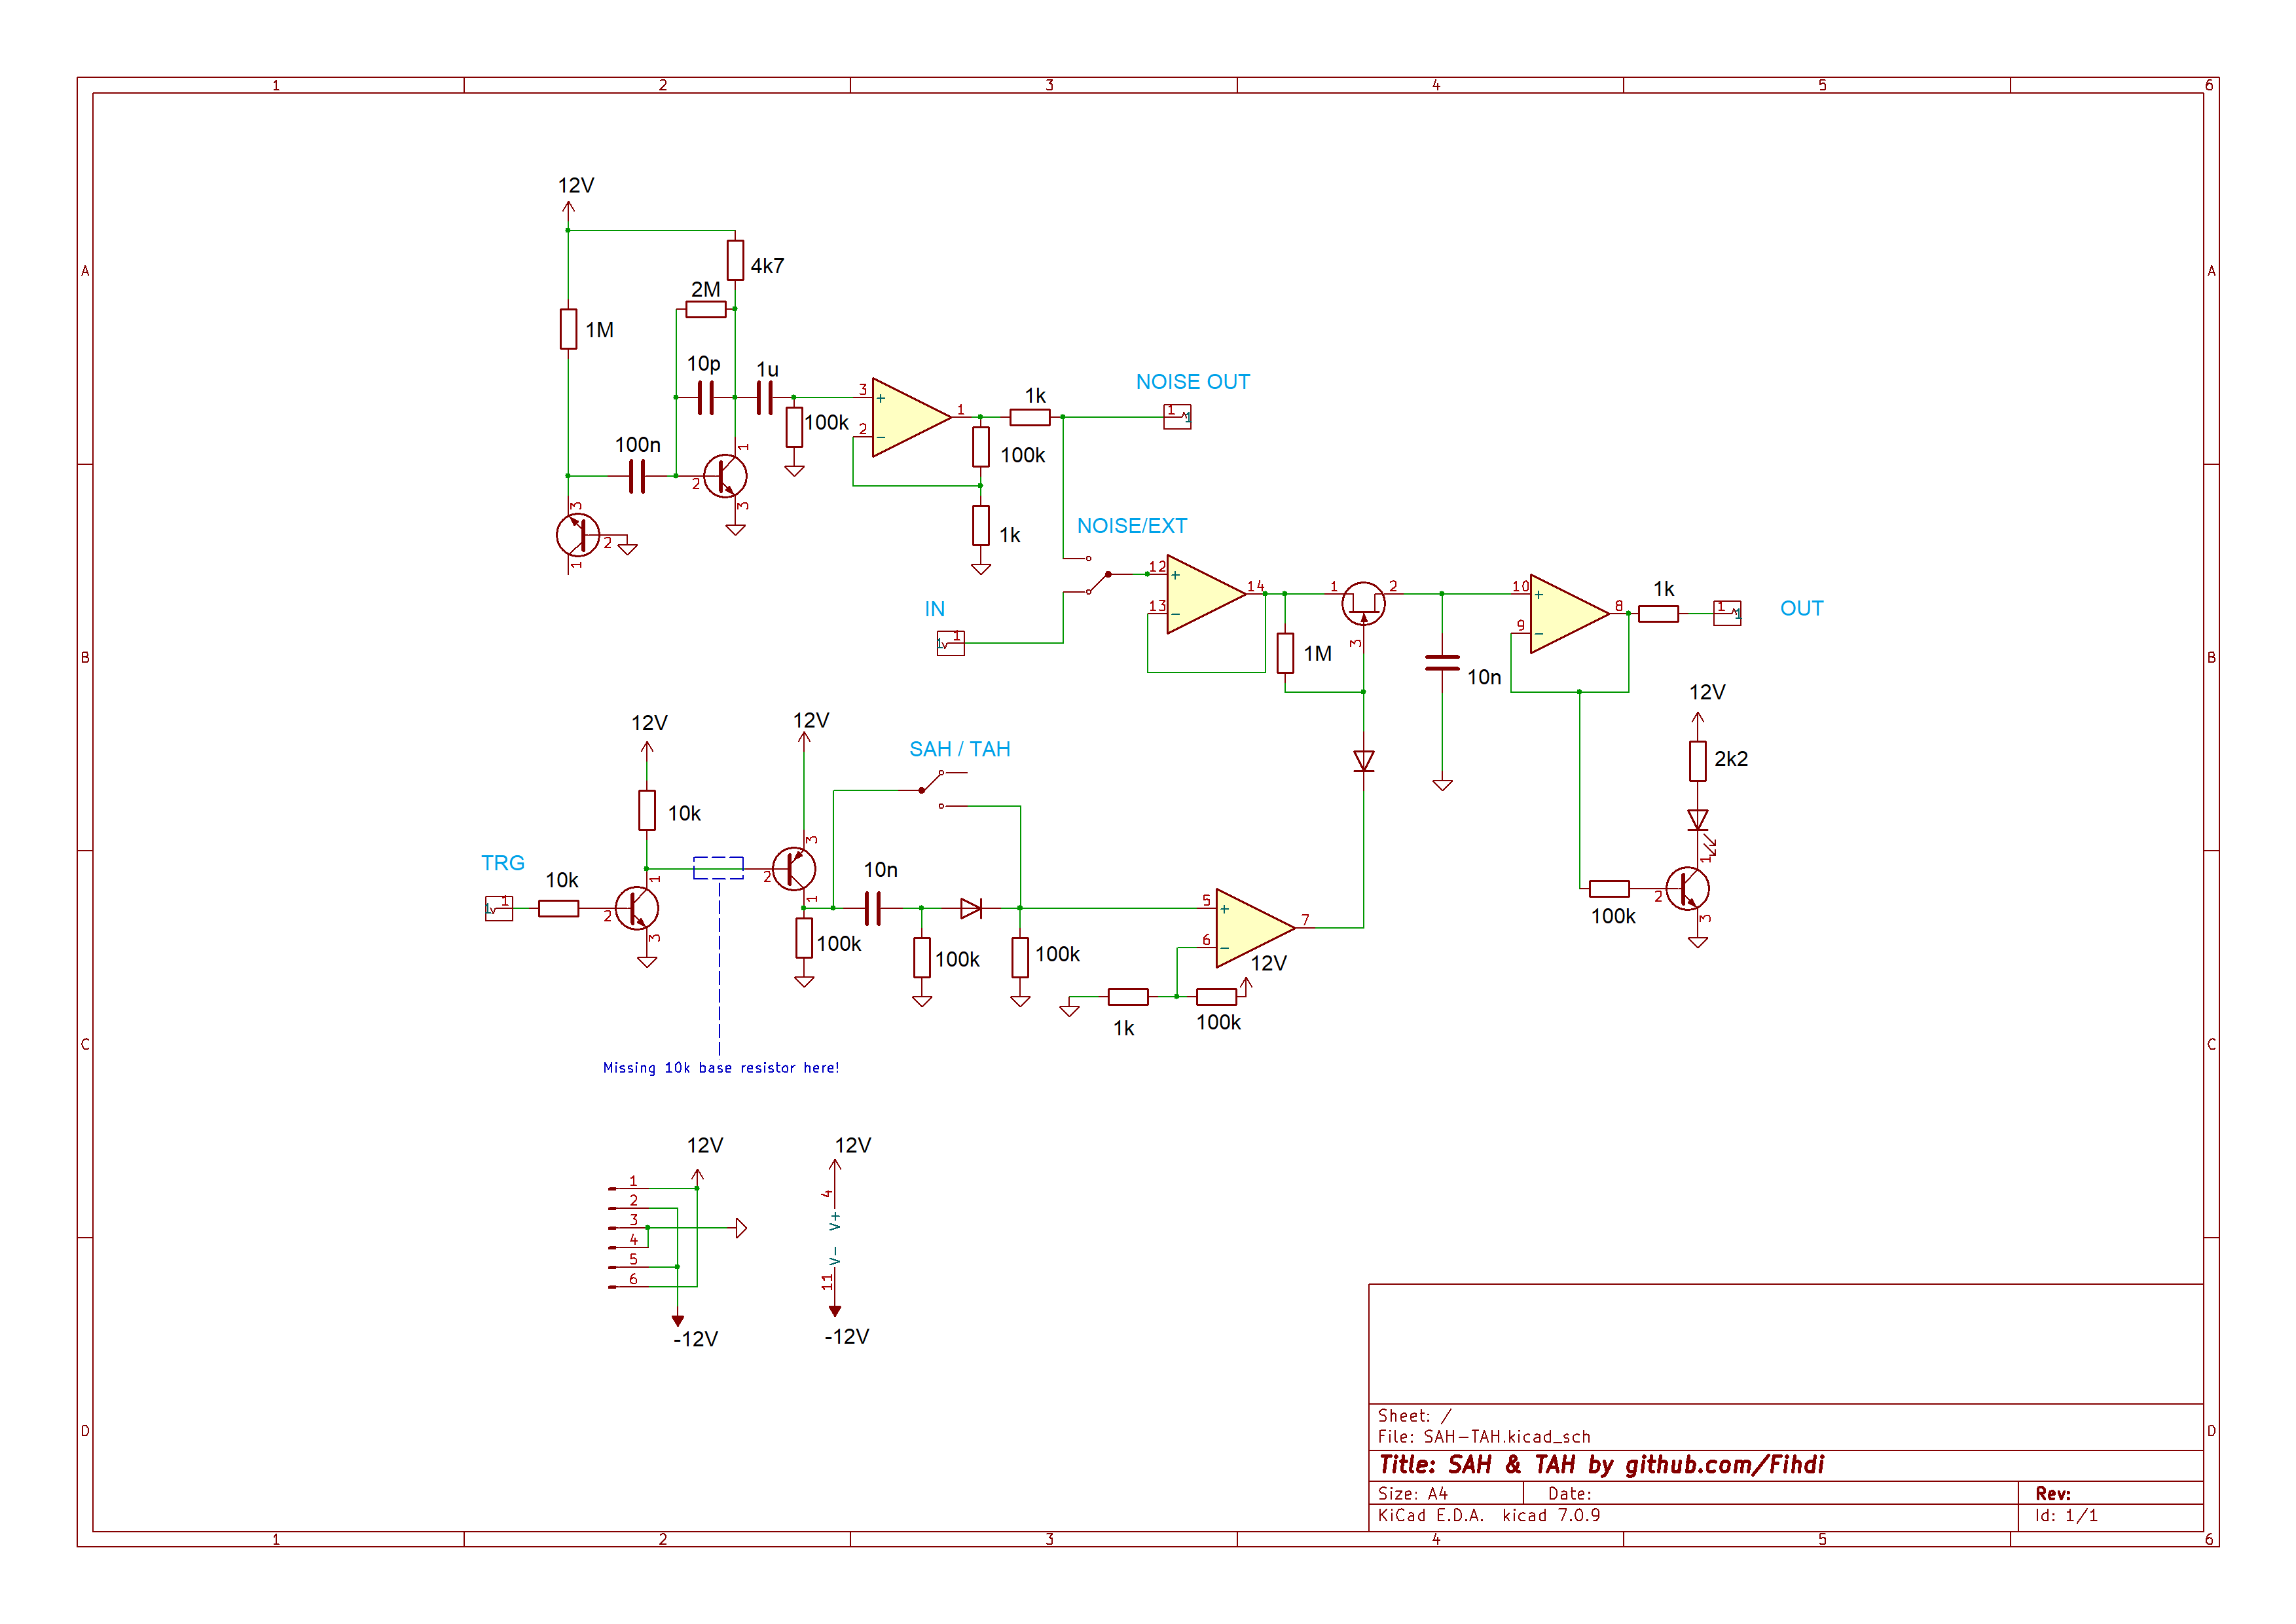 1 2 3 4 5 6
A A
12V
4k7
2M
1M
10p
1u
NOISE OUT
1k
3
+
1
1 1
100k
2
−
100n
1
100k
2
3
3
2
1
1k
NOISE/EXT
12
+
14
13
−
1
2
10
+
8
1k
1 1
OUT
9
−
IN
1 1
3
1M
10n
B B
12V
12V
12V
SAH / TAH
2k2
10k
3
TRG
2
1
10k
10n
1
1 1
2
1
5
+
7
100k
2
3
3
100k
100k
100k
6
−
12V
1k
100k
C C
Missing 10k base resistor here!
12V
12V
1
2
3
4
5
6
4
V+
V-
11
-12V
-12V
Sheet: /
File: SAH-TAH.kicad_sch
D D
Title: SAH & TAH by github.com/Fihdi
Size: A4
Date:
Rev:
KiCad E.D.A. kicad 7.0.9
Id: 1/1
1 2 3 4 5 6